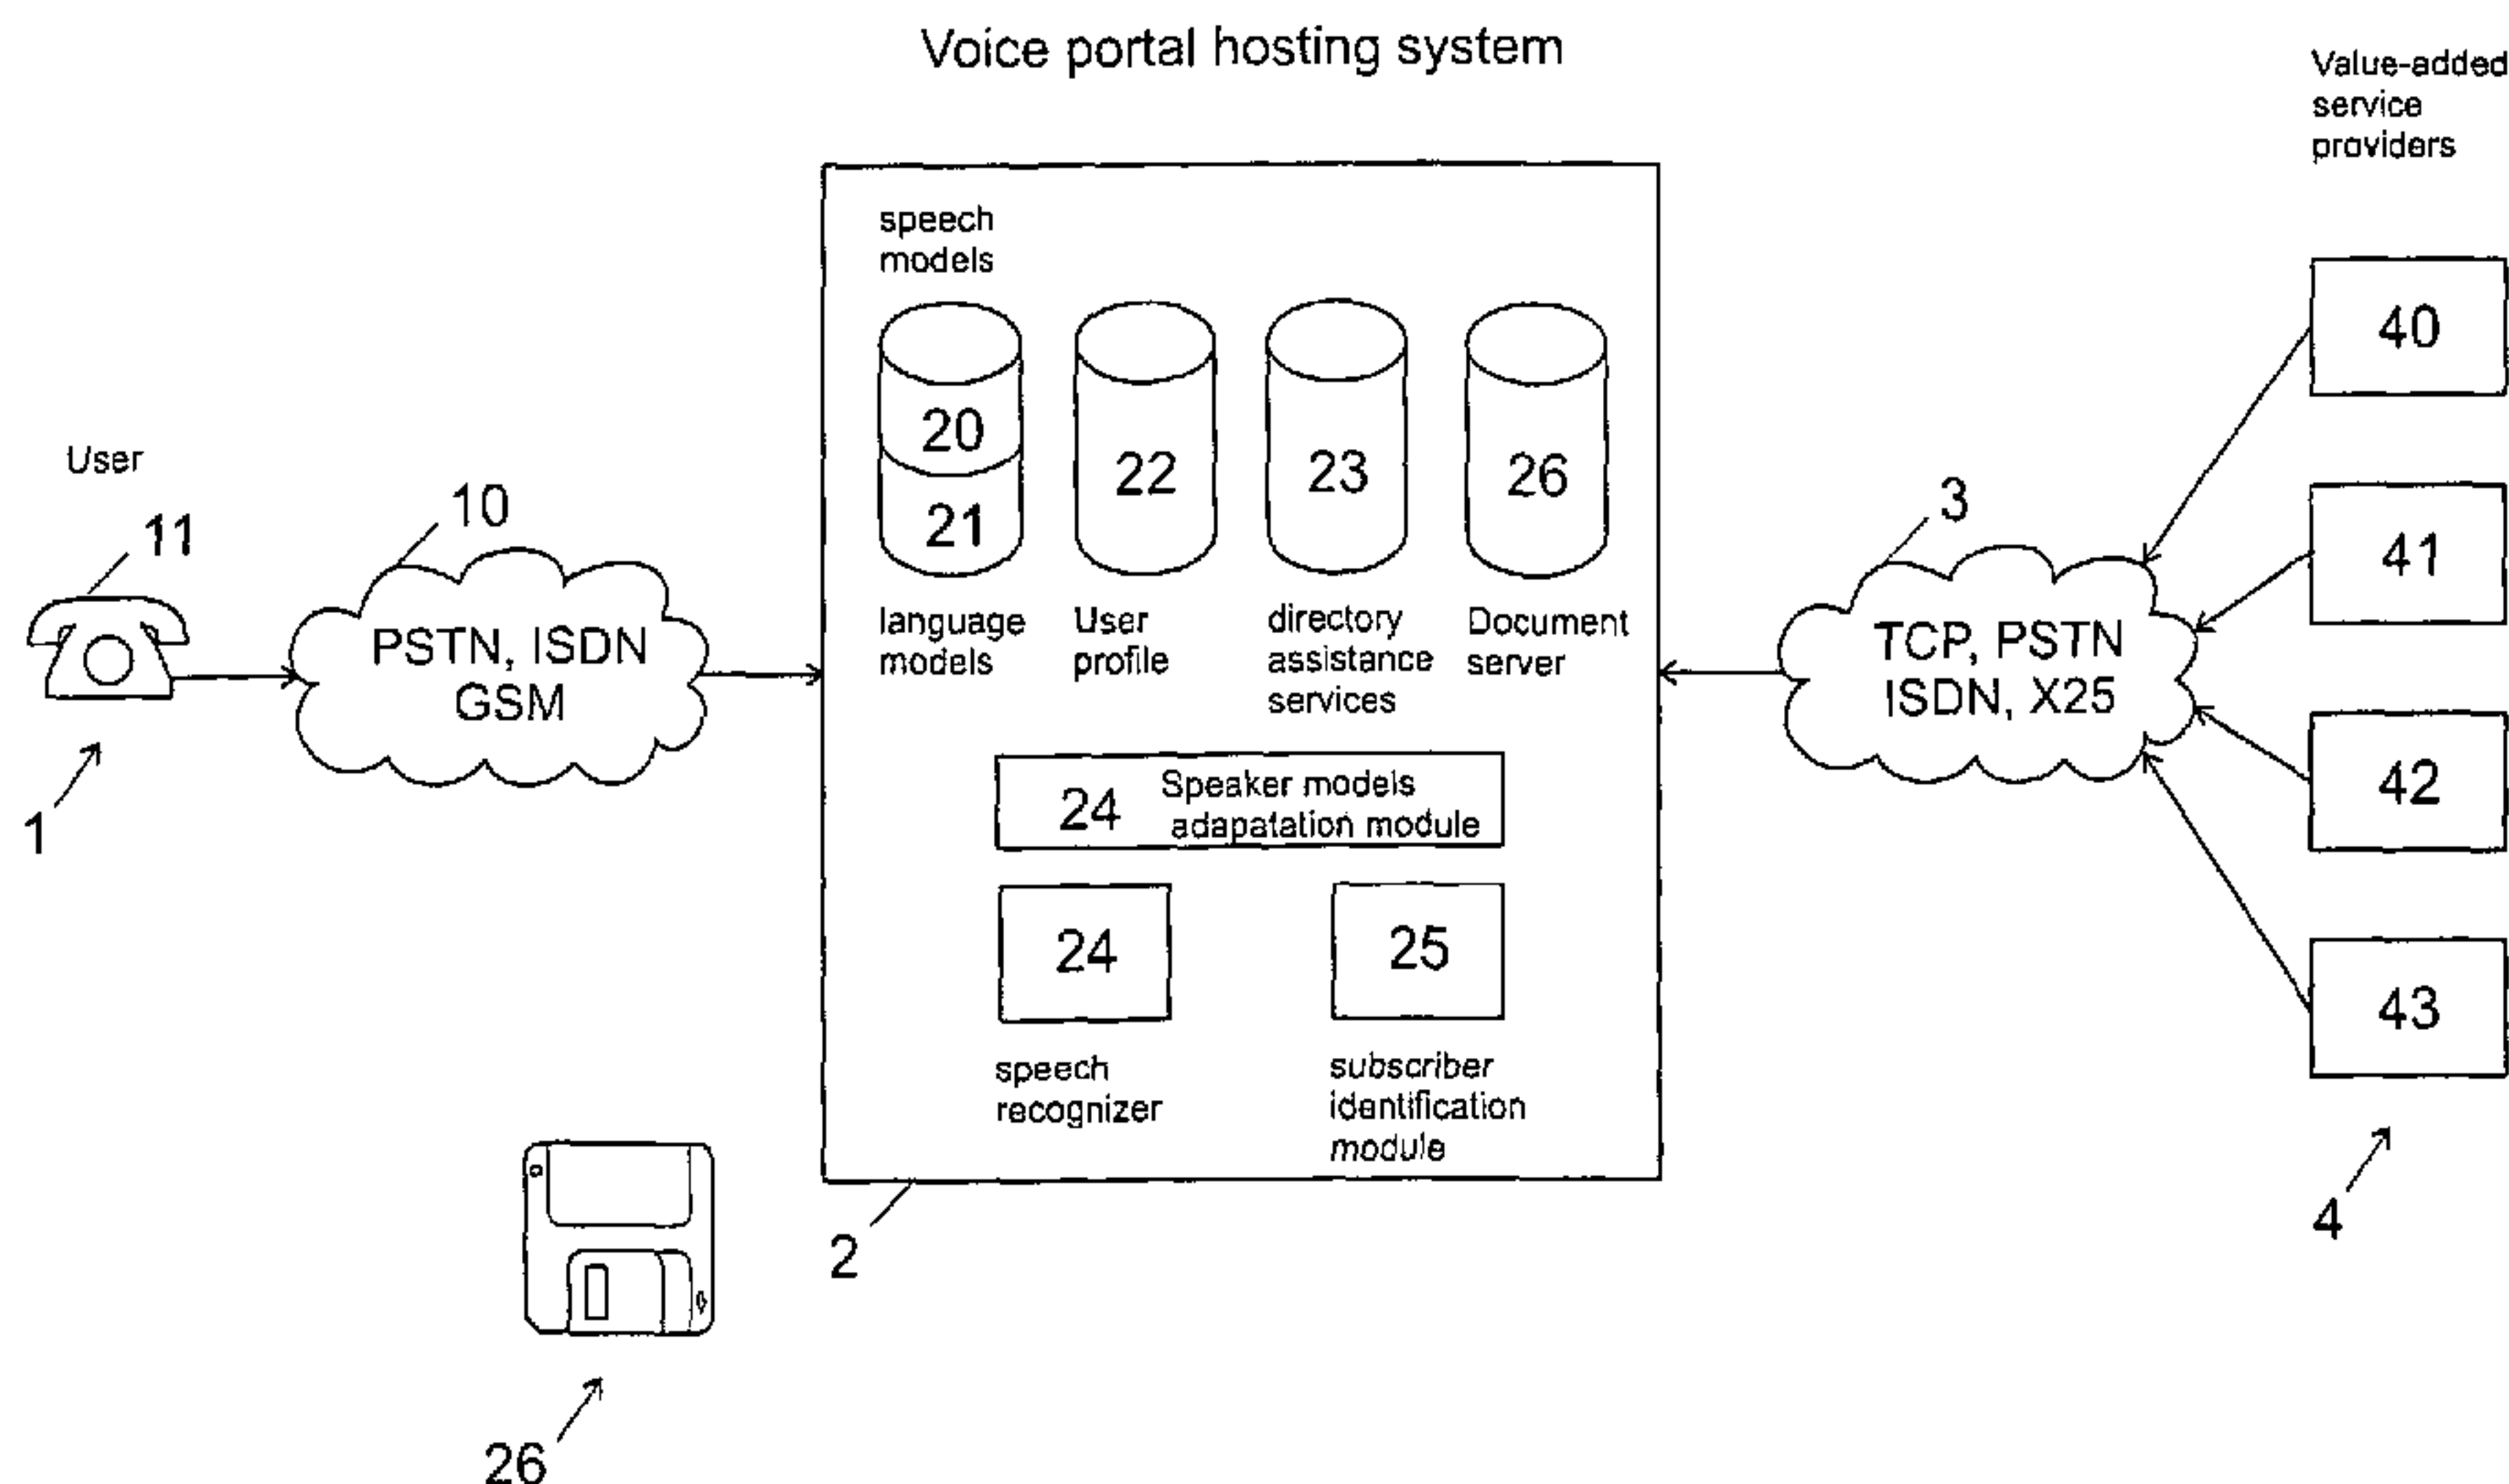 Voice portal hosting system
Value-added
service
providers
User
11
10
PSTN, ISDN
GSM
1
speech
models
20
21
22
23
26
language
models
User
profile
directory
assistance
services
Document
server
24
Speaker models
adapatation module
24
25
speech
recognizer
subscriber
identification
module
2
26
3
TCP, PSTN
ISDN, X25
40
41
42
43
4